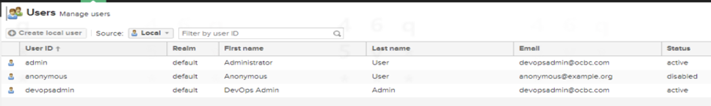 Users Manage users
Create local user Source: Local Filter by user ID
User ID ↑ Realm First name Last name Email Status
admin default Administrator User devopsadmin@ocbc.com active
anonymous default Anonymous User anonymous@example.org disabled
devopsadmin default DevOps Admin Admin devopsadmin@ocbc.com active